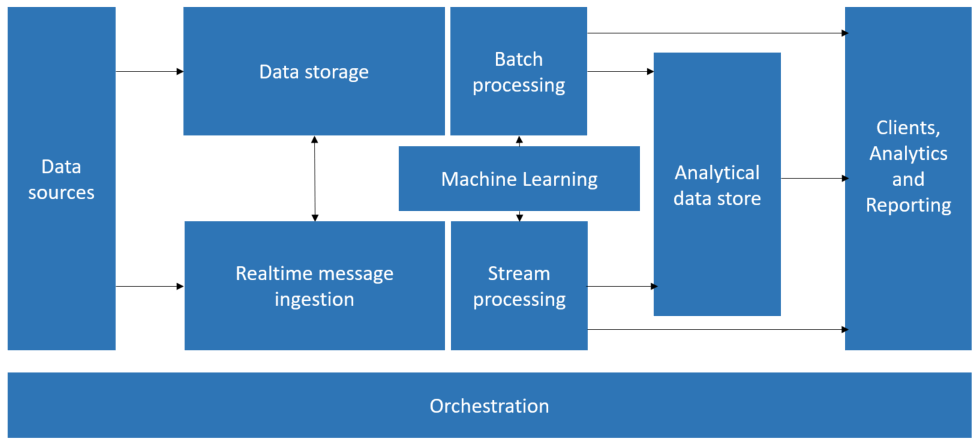 Data
sources
Data storage
Batch
processing
Machine Learning
Realtime message
ingestion
Stream
processing
Analytical
data store
Clients,
Analytics
and
Reporting
Orchestration